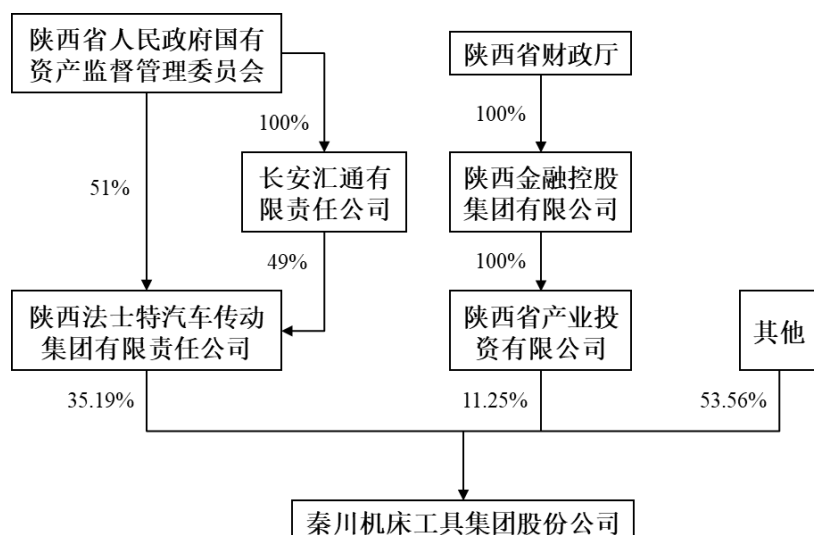 陕西省人民政府国有
资产监督管理委员会
陕西省财政厅
100%
100%
51%
长安汇通有
限责任公司
陕西金融控股
集团有限公司
49%
100%
陕西法士特汽车传动
集团有限责任公司
陕西省产业投
资有限公司
其他
35.19%
11.25%
53.56%
秦川机床工具集团股份公司